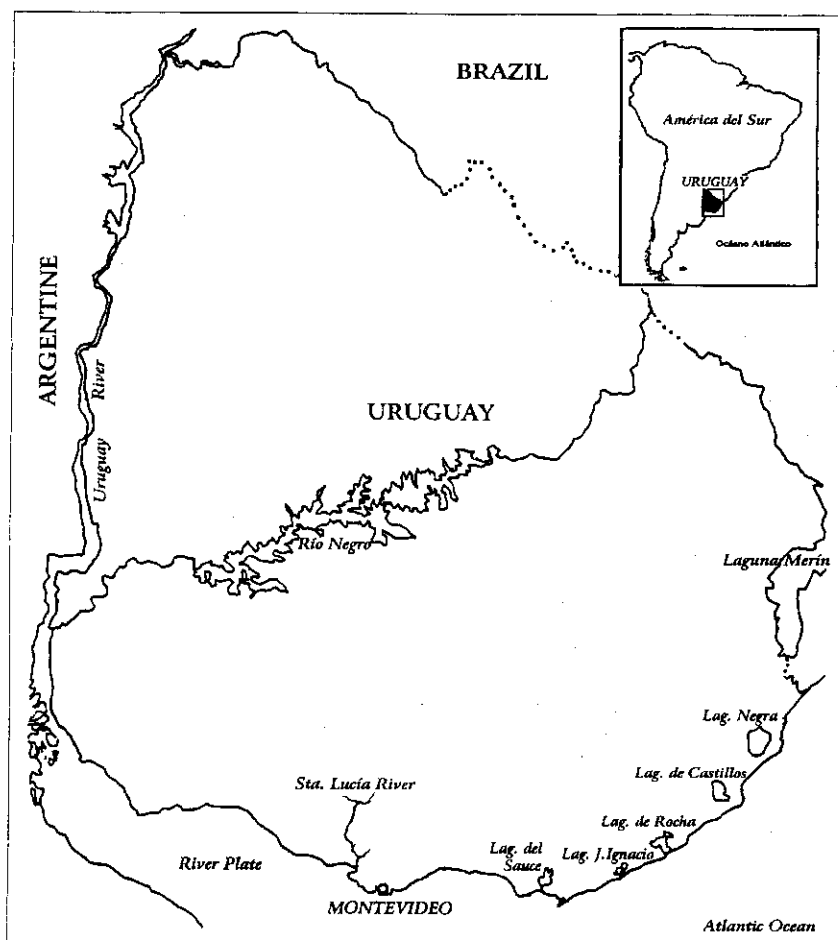 BRAZIL
América del Sur
URUGUAY
Océano Atlántico
ARGENTINE
Uruguay River
URUGUAY
Río Negro
Laguna Merín
Lag. Negra
Lag. de Castillos
Sta. Lucía River
Lag. de Rocha
Lag. del
Sauce
Lag. J.Ignacio
River Plate
MONTEVIDEO
Atlantic Ocean